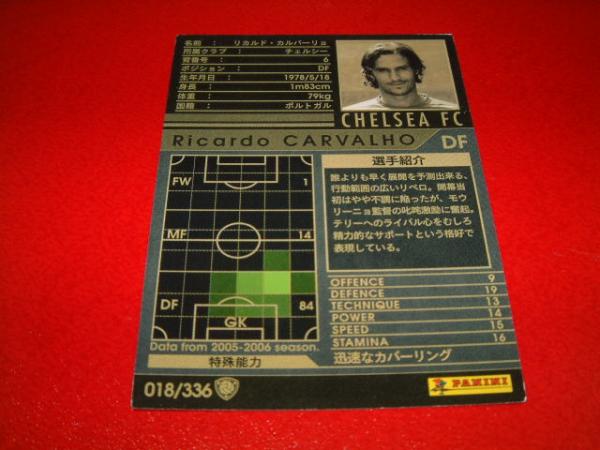 名前 : リカルド・カルバーリョ
所属クラブ : チェルシー
背番号 : 6
ポジション : DF
生年月日 : 1978/5/18
身長 : 1m83cm
体重 : 79kg
国籍 : ポルトガル
CHELSEA FC
Ricardo CARVALHO DF
FW 1
MF 14
DF 84
GK
Data from 2005-2006 season.
選手紹介
誰よりも早く展開を予測出来る、
行動範囲の広いリベロ。開幕当
初はやや不調に陥ったが、モウ
リーニョ監督の叱咤激励に奮起。
テリーへのライバル心をむしろ
精力的なサポートという格好で
表現している。
OFFENCE 9
DEFENCE 19
TECHNIQUE 13
POWER 14
SPEED 15
STAMINA 16
特殊能力 迅速なカバーリング
018/336
PANINI